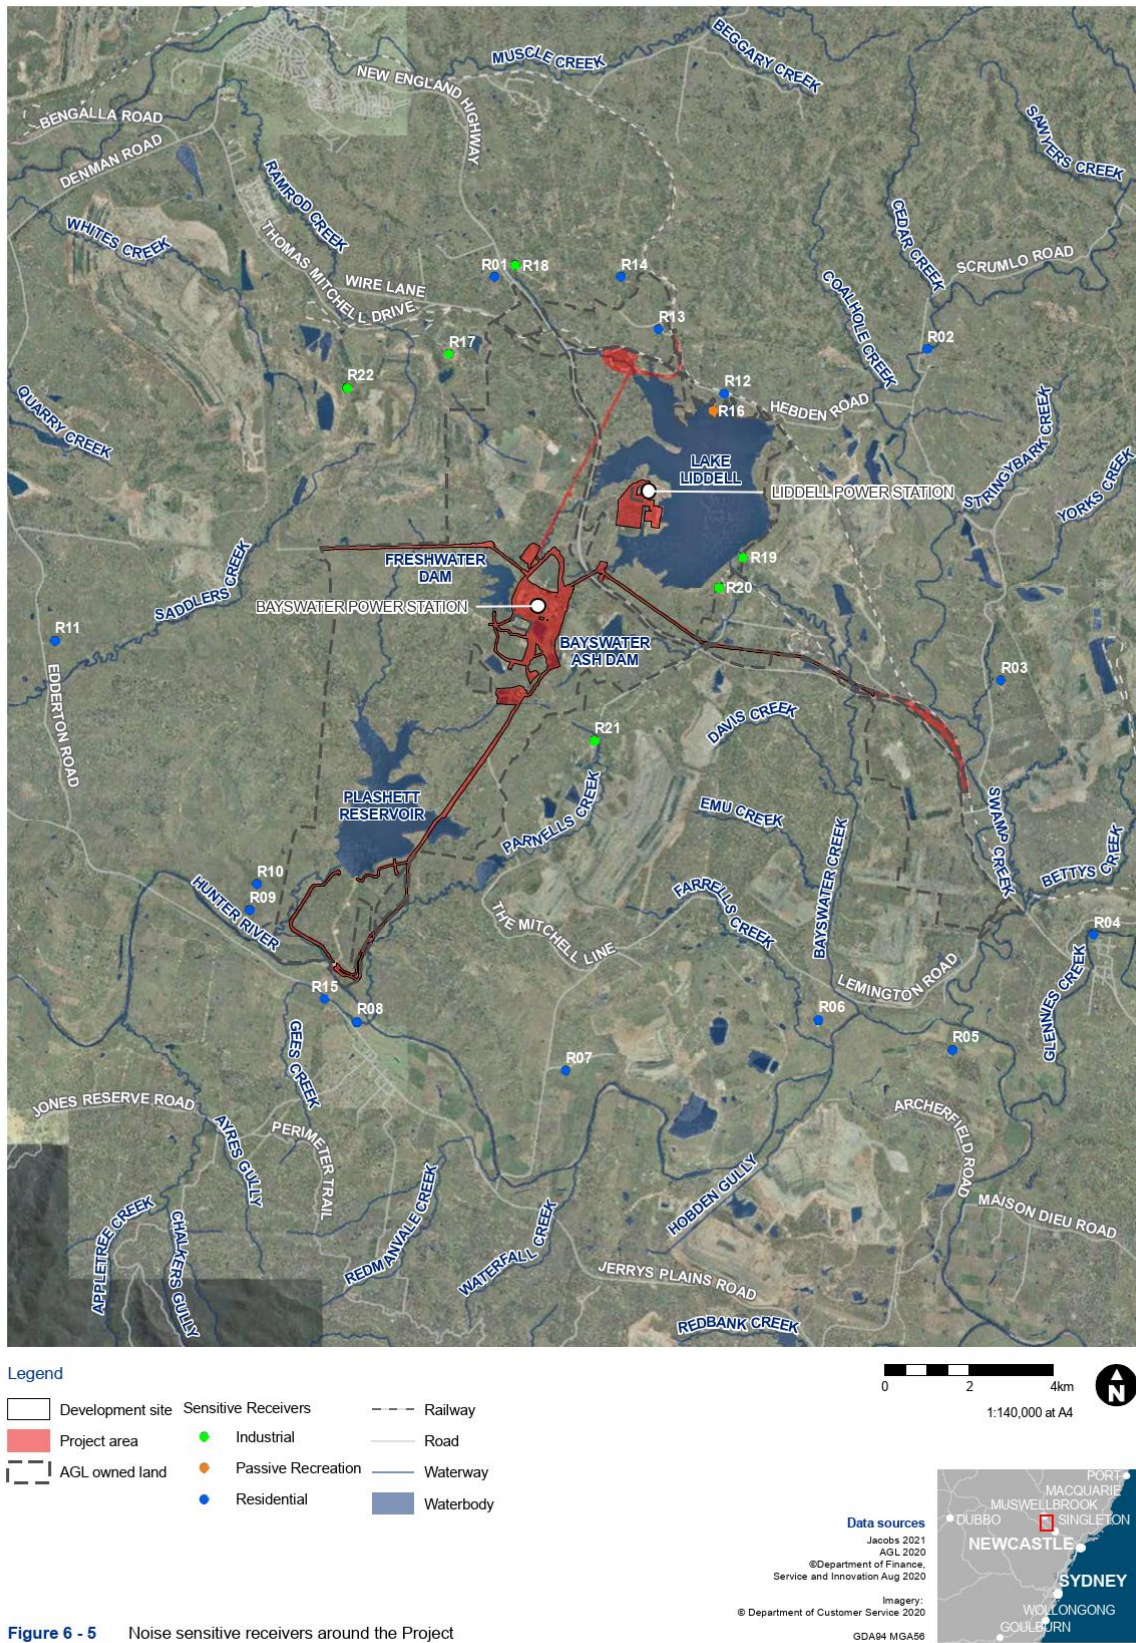 MUSCLE CREEK
BEGGARY CREEK
NEW ENGLAND HIGHWAY
BENGALLA ROAD
DENMAN ROAD
SAWYERS CREEK
RAMROD CREEK
WHITES CREEK
THOMAS MITCHELL DRIVE
WIRE LANE
CEDAR CREEK
SCRUMLO ROAD
COALHOLE CREEK
R01
R18
R14
R13
R02
R17
R22
R12
R16
HEBDEN ROAD
QUARRY CREEK
LAKE
LIDDELL
LIDDELL POWER STATION
STRINGYBARK CREEK
YORKS CREEK
FRESHWATER
DAM
SADDLERS CREEK
BAYSWATER POWER STATION
R19
R20
R11
BAYSWATER
ASH DAM
R03
EDDERTON ROAD
R21
DAVIS CREEK
PLASHETT
RESERVOIR
PARNELLS CREEK
EMU CREEK
BAYSWATER CREEK
SWAMP CREEK
BETTYS CREEK
R10
R09
HUNTER RIVER
THE MITCHELL LINE
FARRELLS CREEK
R04
LEMINGTON ROAD
GLENNIES CREEK
R15
R08
R06
R05
GEES CREEK
R07
JONES RESERVE ROAD
AYRES GULLY
PERIMETER TRAIL
ARCHERFIELD ROAD
MAISON DIEU ROAD
HOBDEN GULLY
APPLETREE CREEK
CHALKERS GULLY
REDMANVALE CREEK
WATERFALL CREEK
JERRYS PLAINS ROAD
REDBANK CREEK
Legend
Development site
Project area
AGL owned land
Sensitive Receivers
Industrial
Passive Recreation
Residential
Railway
Road
Waterway
Waterbody
0 2 4km
1:140,000 at A4
N
Data sources
Jacobs 2021
AGL 2020
©Department of Finance,
Service and Innovation Aug 2020
Imagery:
© Department of Customer Service 2020
GDA94 MGA56
PORT
MACQUARIE
MUSWELLBROOK
DUBBO
SINGLETON
NEWCASTLE
SYDNEY
WOLLONGONG
GOULBURN
Figure 6 - 5 Noise sensitive receivers around the Project